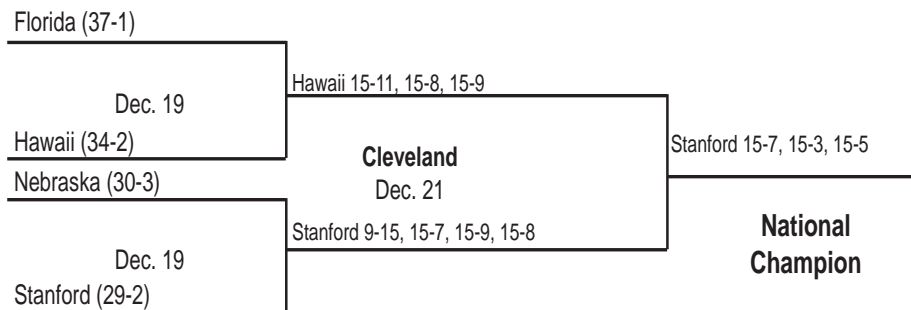 Florida (37-1)
Dec. 19
Hawaii (34-2)
Nebraska (30-3)
Dec. 19
Stanford (29-2)
Hawaii 15-11, 15-8, 15-9
Cleveland
Dec. 21
Stanford 9-15, 15-7, 15-9, 15-8
Stanford 15-7, 15-3, 15-5
National
Champion